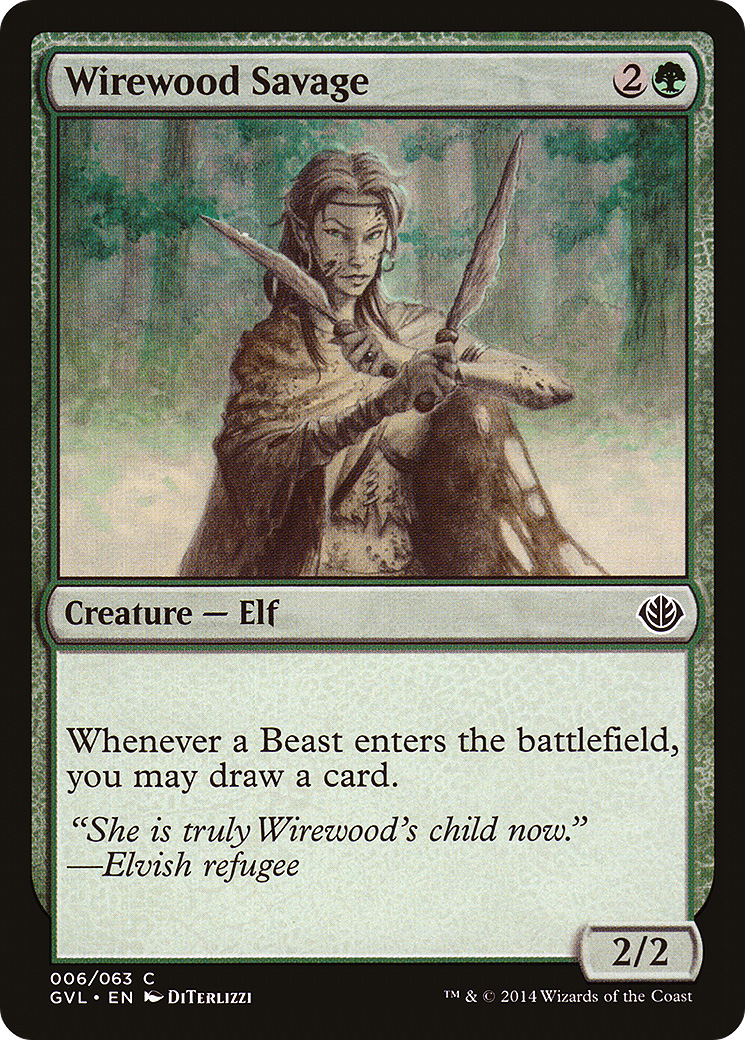 Wirewood Savage 2
Creature — Elf
Whenever a Beast enters the battlefield,
you may draw a card.
“She is truly Wirewood’s child now.”
—Elvish refugee
2/2
006/063 C
GVL • EN DiTerlizzi
™ & © 2014 Wizards of the Coast